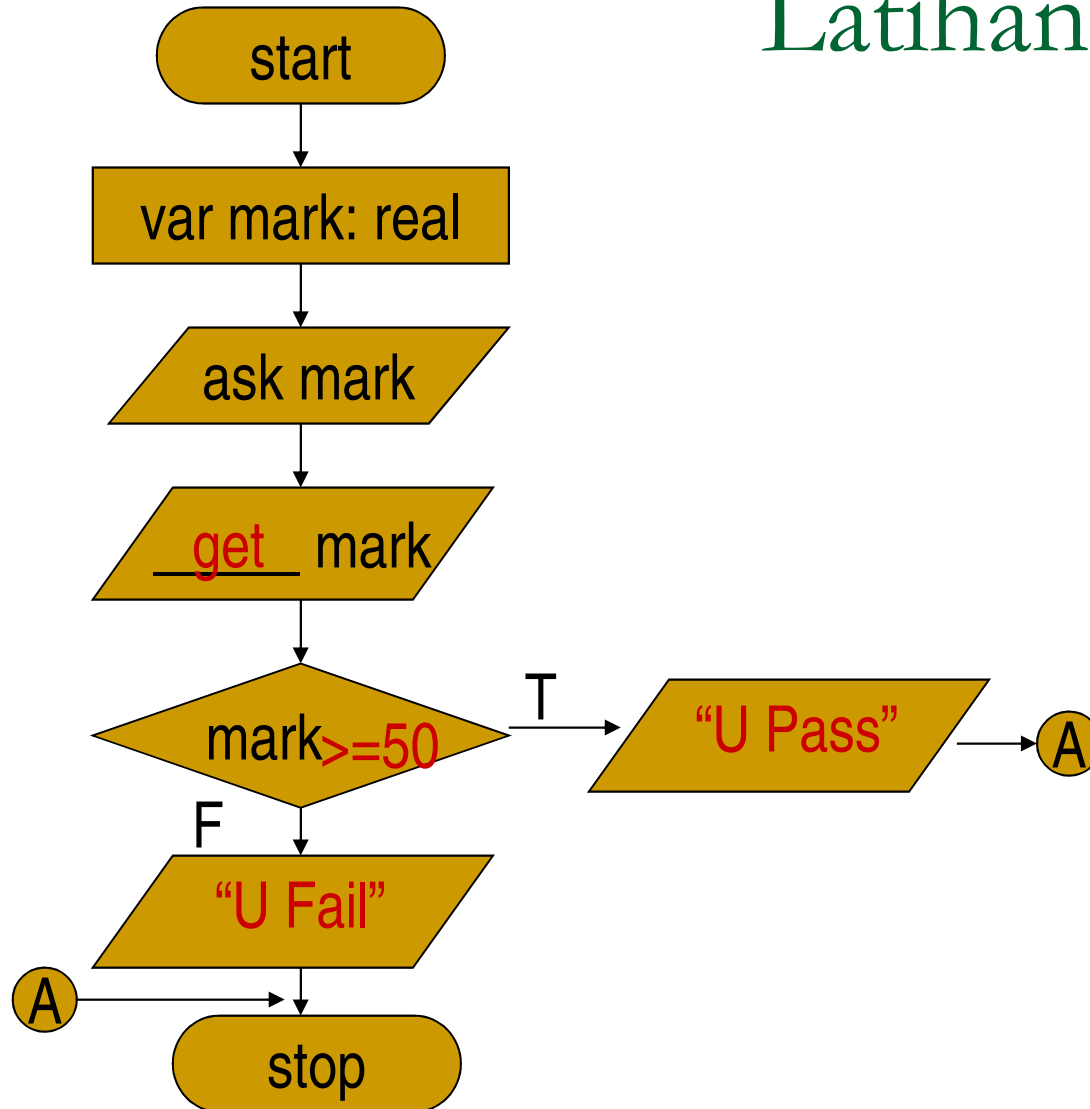 Latihan
start
var mark: real
ask mark
get mark
mark>=50
T
“U Pass”
A
F
“U Fail”
A
stop